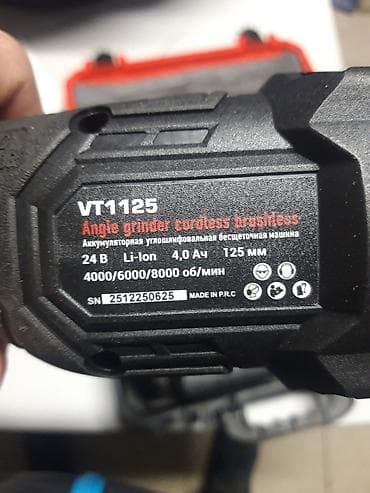 VT1125
Angle grinder cordless brushless
Аккумуляторная углошлифовальная бесщеточная машина
24 В Li-Ion 4,0 Ач 125 мм
4000/6000/8000 об/мин
SN 2512250625 MADE IN P.R.C